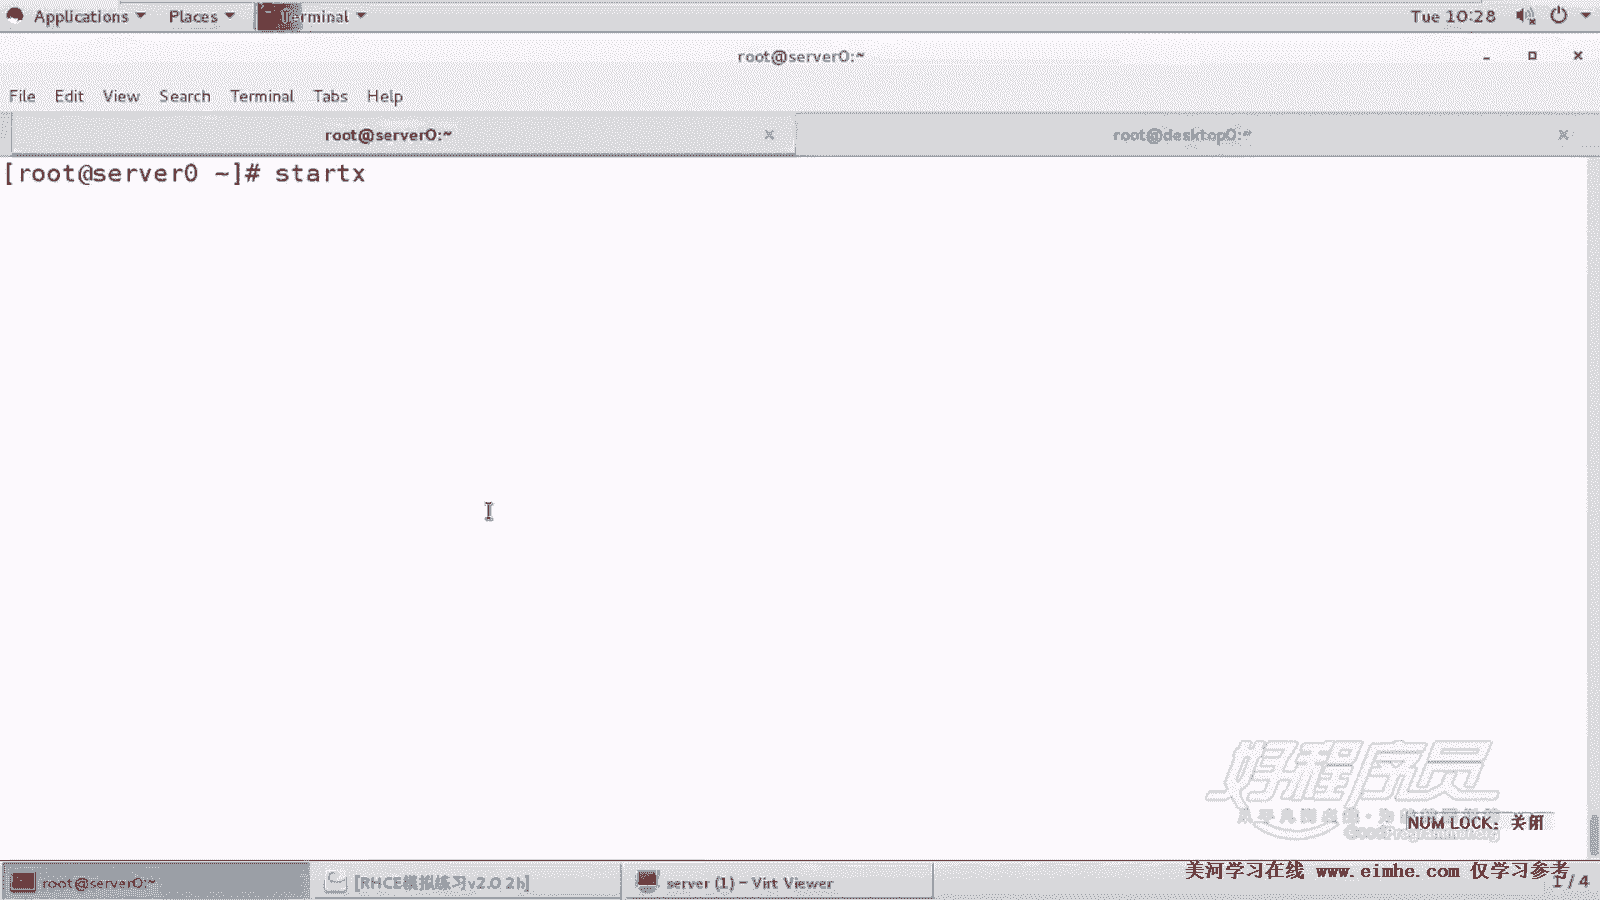 Applications Places Terminal Tue 10:28
root@server0:~
File Edit View Search Terminal Tabs Help
root@server0:~ root@desktop0:~
[root@server0 ~]# startx
好程序员
NUM LOCK：关闭
美河学习在线 www.eimhe.com 仅学习参考
root@server0:~ [RHCE模拟练习v2.0 2h] server (1) – Virt Viewer 1 / 4